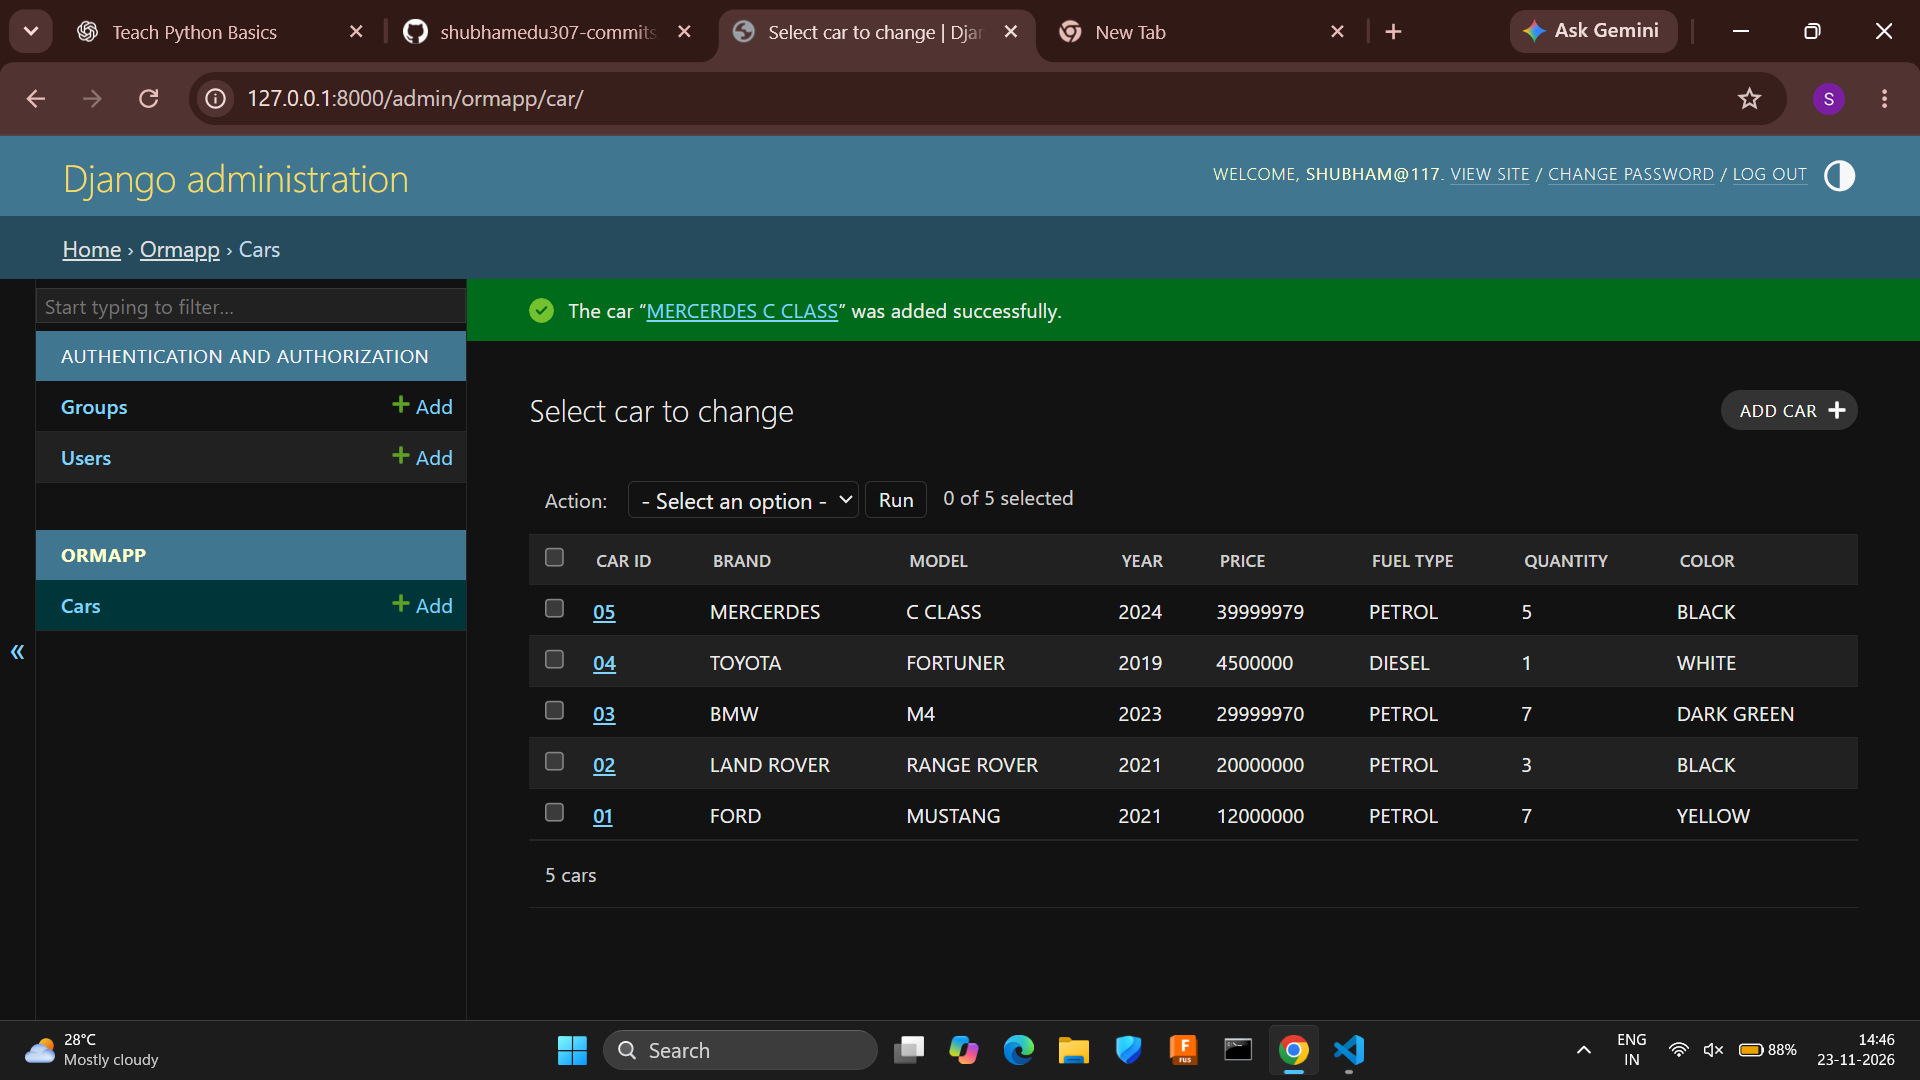 Teach Python Basics
shubhamedu307-commits
Select car to change | Djan
New Tab
Ask Gemini
127.0.0.1:8000/admin/ormapp/car/
S
Django administration
WELCOME, SHUBHAM@117. VIEW SITE / CHANGE PASSWORD / LOG OUT
Home › Ormapp › Cars
Start typing to filter...
The car “MERCERDES C CLASS” was added successfully.
AUTHENTICATION AND AUTHORIZATION
Groups + Add
Users + Add
ORMAPP
Cars + Add
«
Select car to change
ADD CAR +
Action: - Select an option - Run 0 of 5 selected
CAR ID BRAND MODEL YEAR PRICE FUEL TYPE QUANTITY COLOR
05 MERCERDES C CLASS 2024 39999979 PETROL 5 BLACK
04 TOYOTA FORTUNER 2019 4500000 DIESEL 1 WHITE
03 BMW M4 2023 29999970 PETROL 7 DARK GREEN
02 LAND ROVER RANGE ROVER 2021 20000000 PETROL 3 BLACK
01 FORD MUSTANG 2021 12000000 PETROL 7 YELLOW
5 cars
28°C
Mostly cloudy
Search
F
FUS
ENG
IN
88%
14:46
23-11-2026